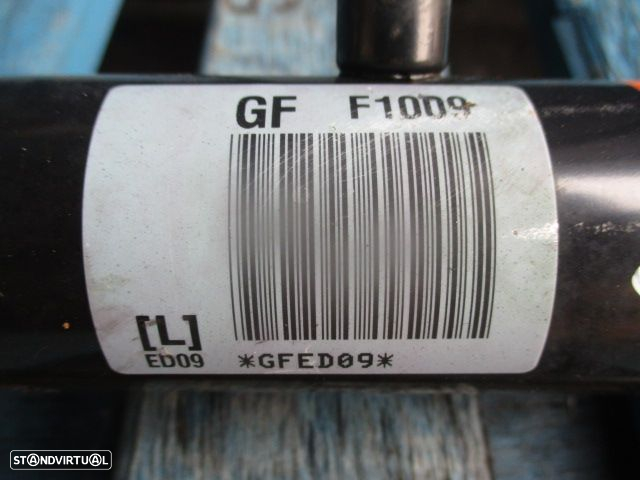 GF F10D9
[L]
ED09 *GFED09*
STANDVIRTUAL